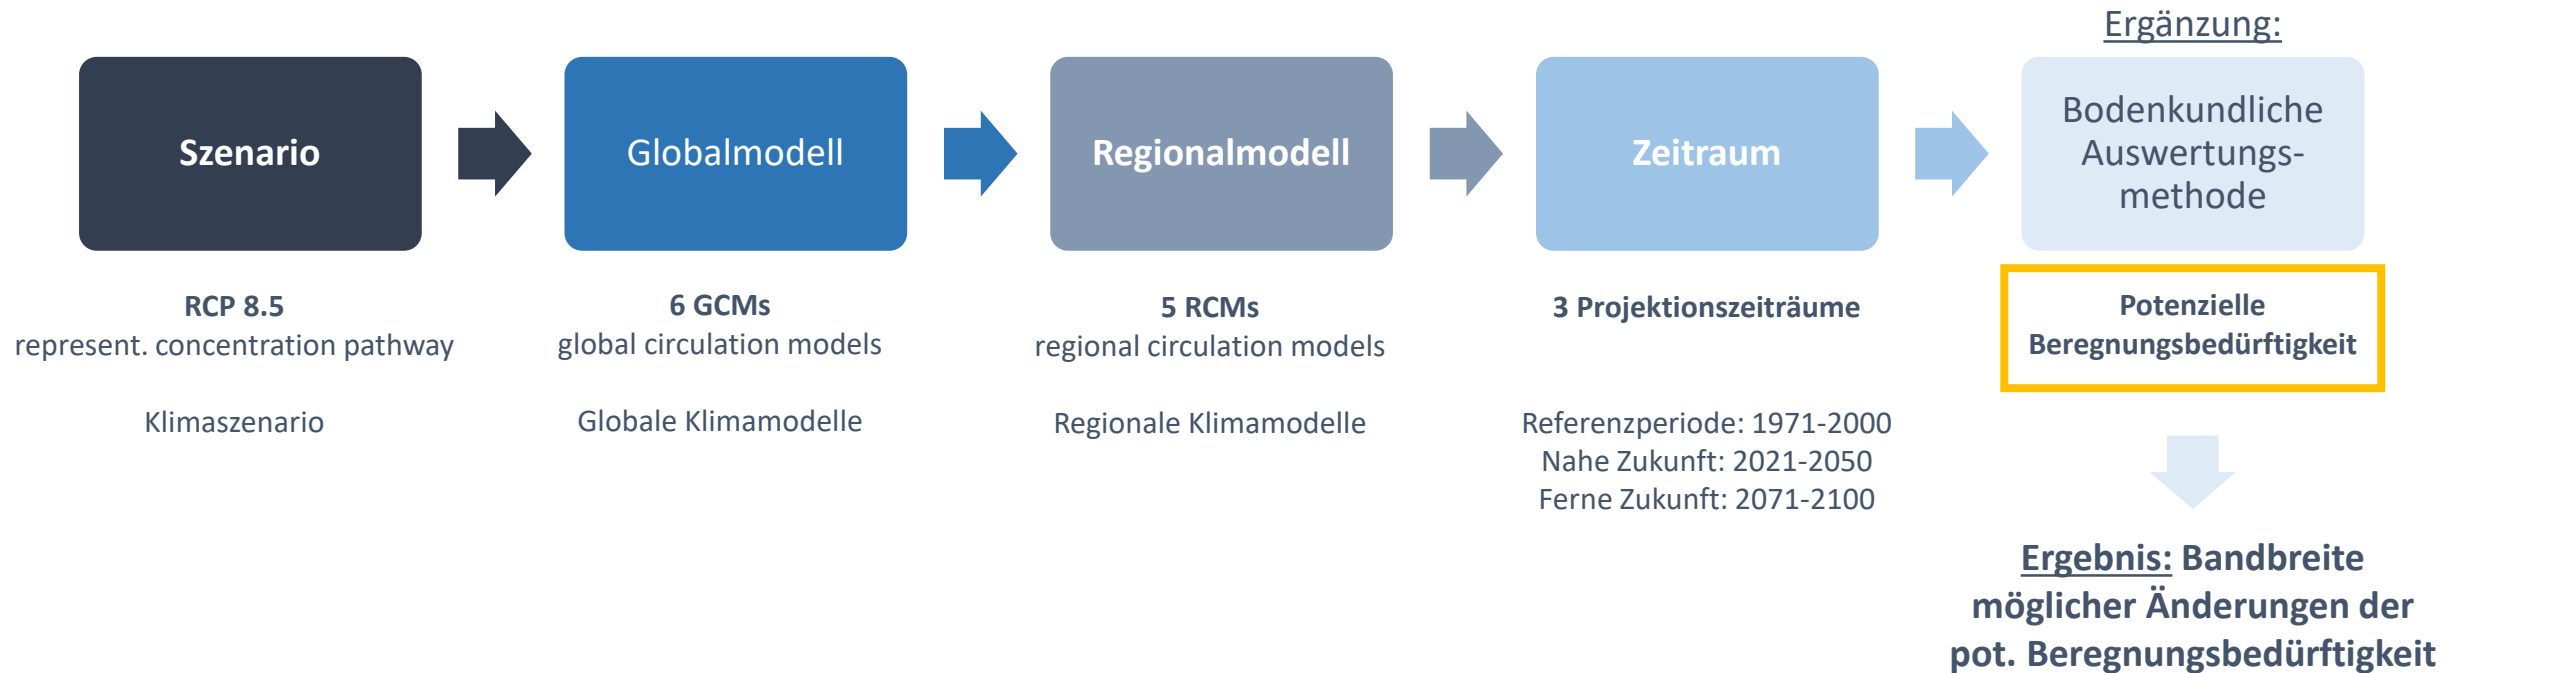 Szenario
RCP 8.5
represent. concentration pathway
Klimaszenario
Globalmodell
6 GCMs
global circulation models
Globale Klimamodelle
Regionalmodell
5 RCMs
regional circulation models
Regionale Klimamodelle
Zeitraum
3 Projektionszeiträume
Referenzperiode: 1971-2000
Nahe Zukunft: 2021-2050
Ferne Zukunft: 2071-2100
Ergänzung:
Bodenkundliche
Auswertungs-
methode
Potenzielle
Beregnungsbedürftigkeit
Ergebnis: Bandbreite
möglicher Änderungen der
pot. Beregnungsbedürftigkeit